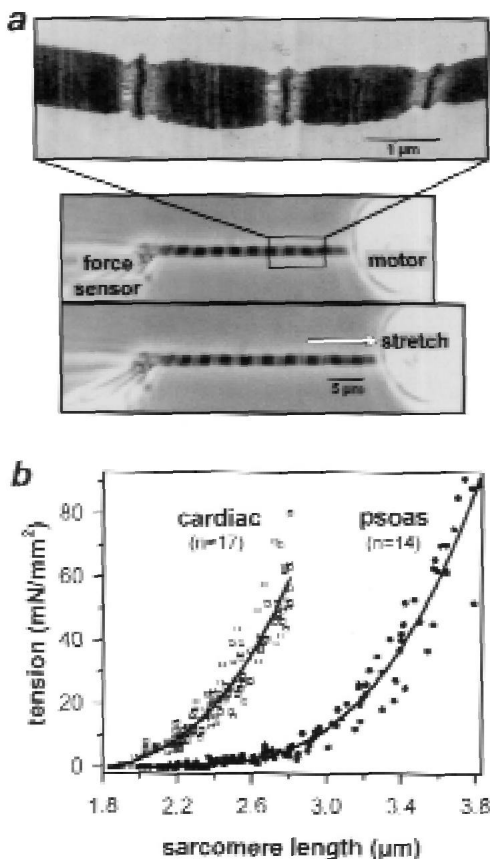 a
1 µm
force
sensor
motor
stretch
5 µm
b
cardiac
(n=17)
psoas
(n=14)
tension (mN/mm²)
80
60
40
20
0
1.8
2.2
2.6
3.0
3.4
3.8
sarcomere length (µm)